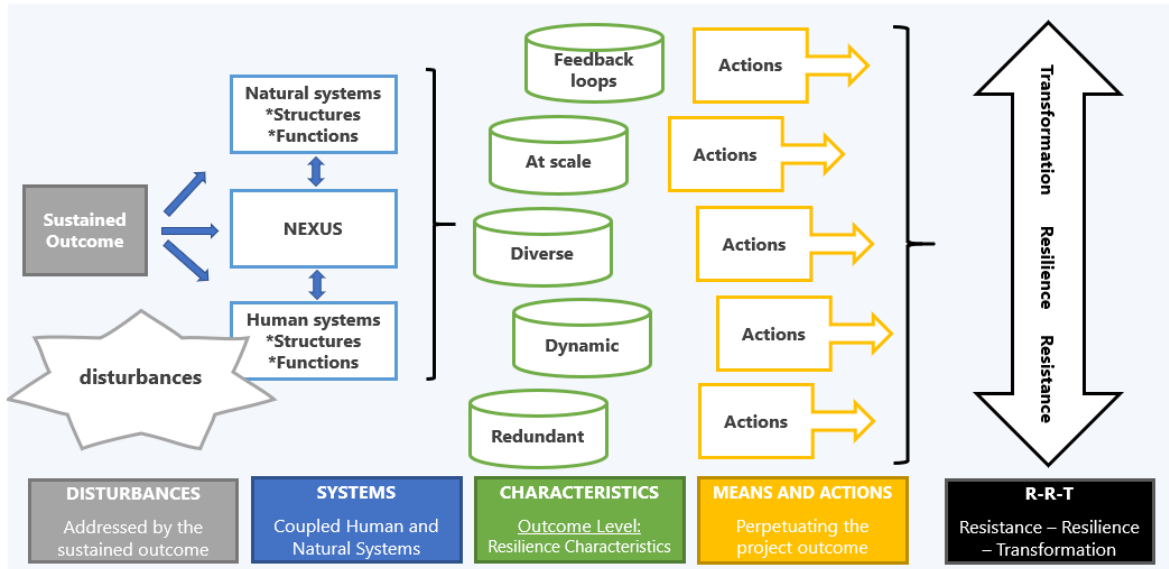 Sustained
Outcome
disturbances
Natural systems
*Structures
*Functions
NEXUS
Human systems
*Structures
*Functions
Feedback
loops
At scale
Diverse
Dynamic
Redundant
Actions
Actions
Actions
Actions
Actions
Transformation
Resilience
Resistance
DISTURBANCES
Addressed by the
sustained outcome
SYSTEMS
Coupled Human and
Natural Systems
CHARACTERISTICS
Outcome Level:
Resilience Characteristics
MEANS AND ACTIONS
Perpetuating the
project outcome
R-R-T
Resistance – Resilience
– Transformation